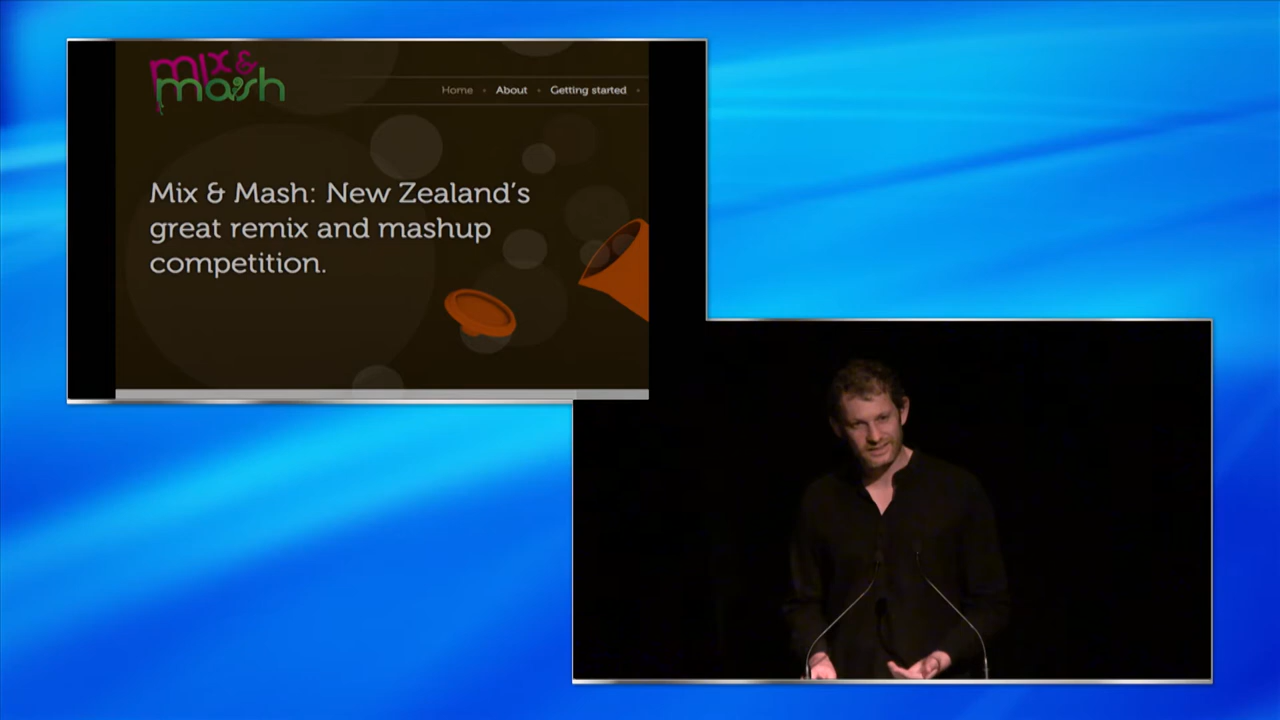 mix &
mash
Home • About • Getting started •
Mix & Mash: New Zealand's
great remix and mashup
competition.